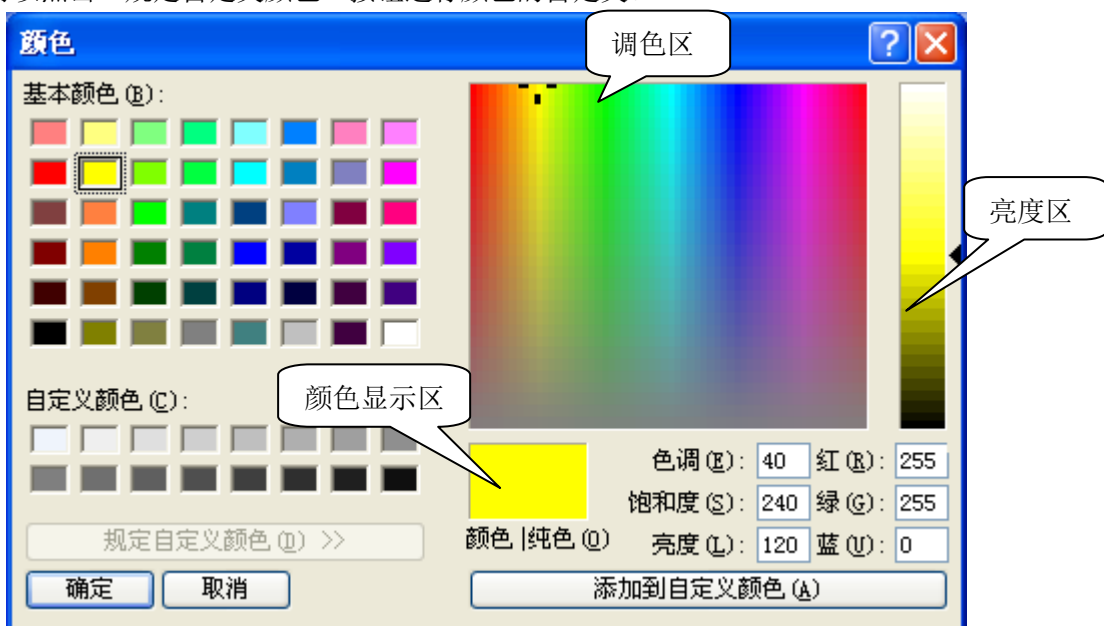 颜色
调色区
基本颜色(B):
亮度区
自定义颜色(C):
颜色显示区
色调(E): 40 红(R): 255
饱和度(S): 240 绿(G): 255
颜色|纯色(O) 亮度(L): 120 蓝(U): 0
规定自定义颜色(D) >>
确定 取消 添加到自定义颜色(A)